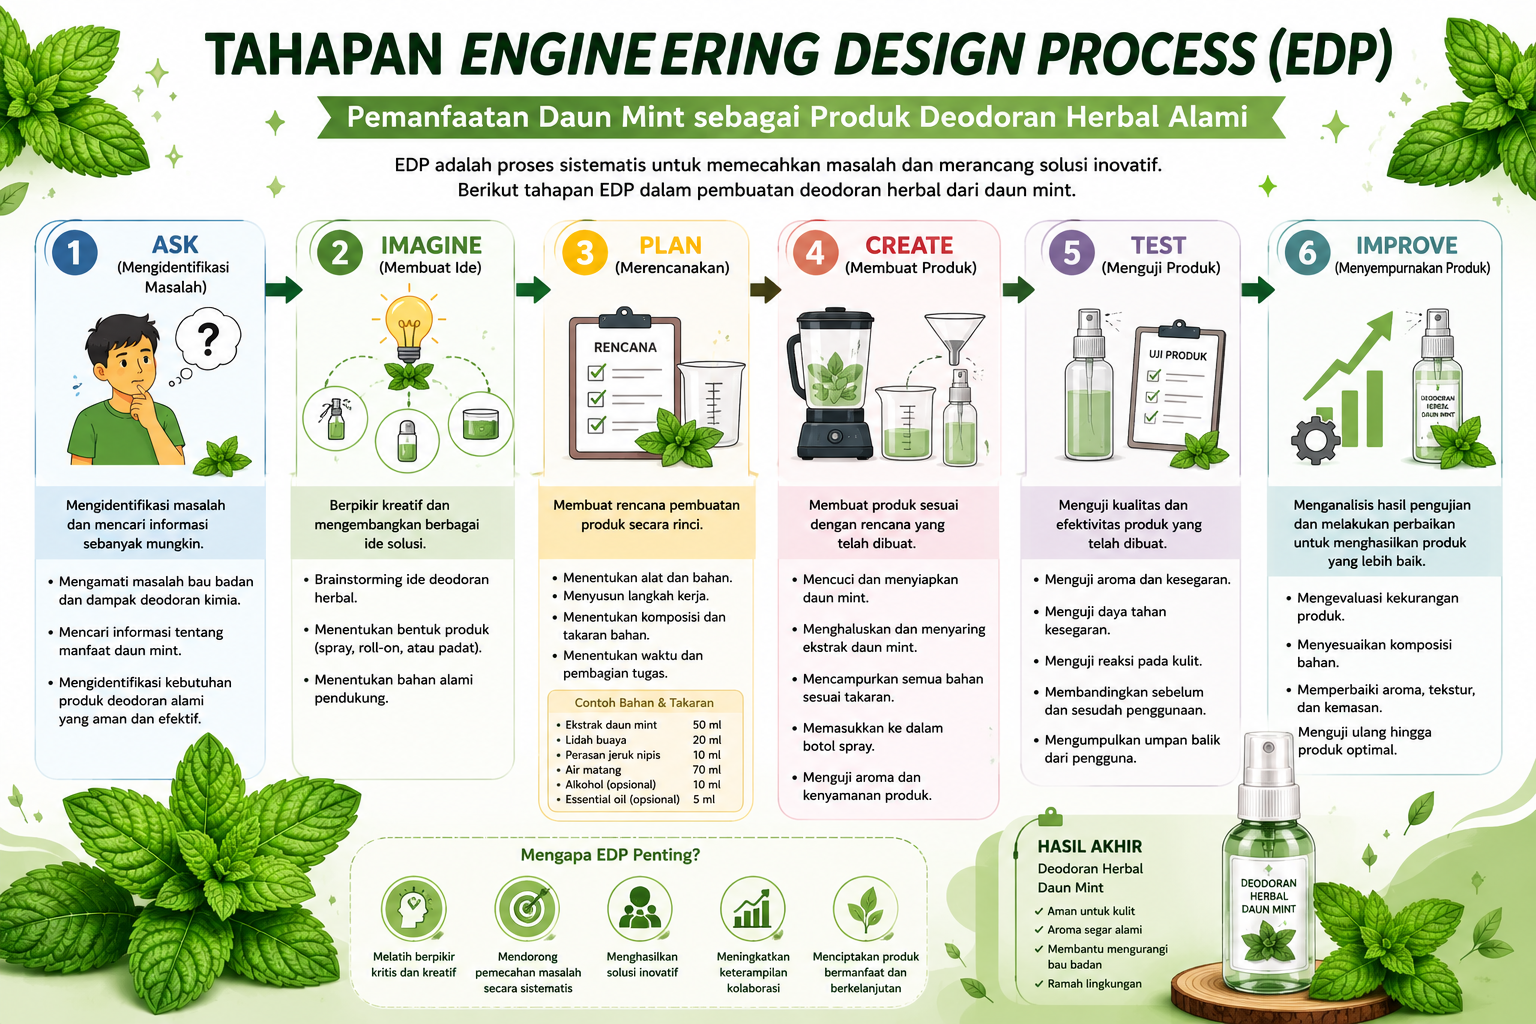 TAHAPAN ENGINEERING DESIGN PROCESS (EDP)
Pemanfaatan Daun Mint sebagai Produk Deodoran Herbal Alami
EDP adalah proses sistematis untuk memecahkan masalah dan merancang solusi inovatif.
Berikut tahapan EDP dalam pembuatan deodoran herbal dari daun mint.
1 ASK
(Mengidentifikasi
Masalah)
?
Mengidentifikasi masalah
dan mencari informasi
sebanyak mungkin.
• Mengamati masalah bau badan
dan dampak deodoran kimia.
• Mencari informasi tentang
manfaat daun mint.
• Mengidentifikasi kebutuhan
produk deodoran alami
yang aman dan efektif.
2 IMAGINE
(Membuat Ide)
Berpikir kreatif dan
mengembangkan berbagai
ide solusi.
• Brainstorming ide deodoran
herbal.
• Menentukan bentuk produk
(spray, roll-on, atau padat).
• Menentukan bahan alami
pendukung.
3 PLAN
(Merencanakan)
RENCANA
Membuat rencana pembuatan
produk secara rinci.
• Menentukan alat dan bahan.
• Menyusun langkah kerja.
• Menentukan komposisi dan
takaran bahan.
• Menentukan waktu dan
pembagian tugas.
Contoh Bahan & Takaran
• Ekstrak daun mint 50 ml
• Lidah buaya 20 ml
• Perasan jeruk nipis 10 ml
• Air matang 70 ml
• Alkohol (opsional) 10 ml
• Essential oil (opsional) 5 ml
4 CREATE
(Membuat Produk)
Membuat produk sesuai
dengan rencana yang
telah dibuat.
• Mencuci dan menyiapkan
daun mint.
• Menghaluskan dan menyaring
ekstrak daun mint.
• Mencampurkan semua bahan
sesuai takaran.
• Memasukkan ke dalam
botol spray.
• Menguji aroma dan
kenyamanan produk.
5 TEST
(Menguji Produk)
UJI PRODUK
Menguji kualitas dan
efektivitas produk yang
telah dibuat.
• Menguji aroma dan kesegaran.
• Menguji daya tahan
kesegaran.
• Menguji reaksi pada kulit.
• Membandingkan sebelum
dan sesudah penggunaan.
• Mengumpulkan umpan balik
dari pengguna.
6 IMPROVE
(Menyempurnakan Produk)
DAUN MINT
Menganalisis hasil pengujian
dan melakukan perbaikan
untuk menghasilkan produk
yang lebih baik.
• Mengevaluasi kekurangan
produk.
• Menyesuaikan komposisi
bahan.
• Memperbaiki aroma, tekstur,
dan kemasan.
Menguji ulang hingga
produk optimal.
Mengapa EDP Penting?
Melatih berpikir
kritis dan kreatif
Mendorong
pemecahan masalah
secara sistematis
Menghasilkan
solusi inovatif
Meningkatkan
keterampilan
kolaborasi
Menciptakan produk
bermanfaat dan
berkelanjutan
HASIL AKHIR
Deodoran Herbal
Daun Mint
✓ Aman untuk kulit
✓ Aroma segar alami
✓ Membantu mengurangi
bau badan
✓ Ramah lingkungan
DEODORAN
HERBAL
DAUN MINT